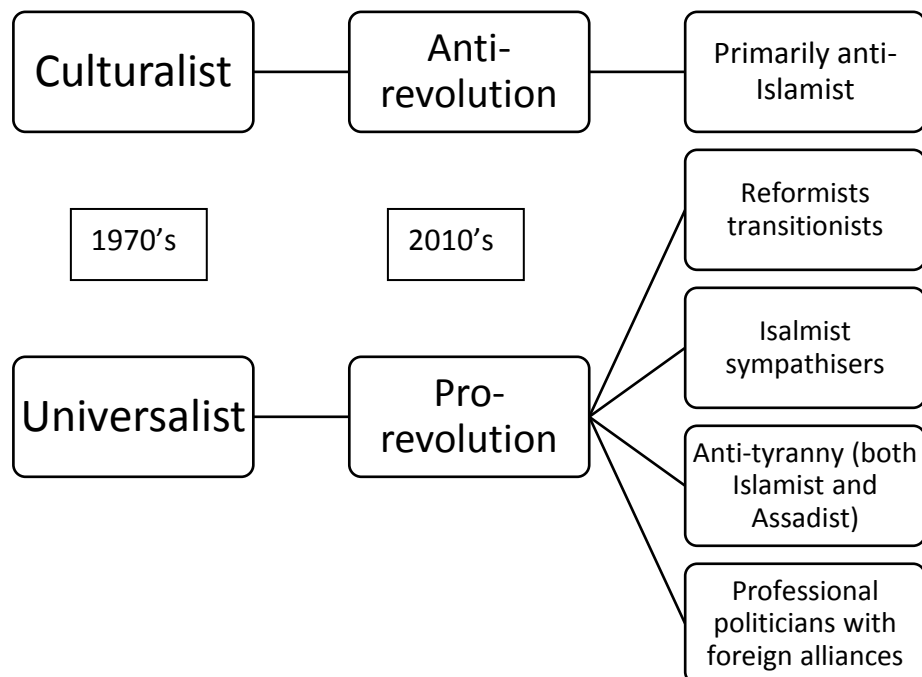 Culturalist
Anti-
revolution
Primarily anti-
Islamist
Reformists
transitionists
1970's
2010's
Isalmist
sympathisers
Universalist
Pro-
revolution
Anti-tyranny (both
Islamist and
Assadist)
Professional
politicians with
foreign alliances